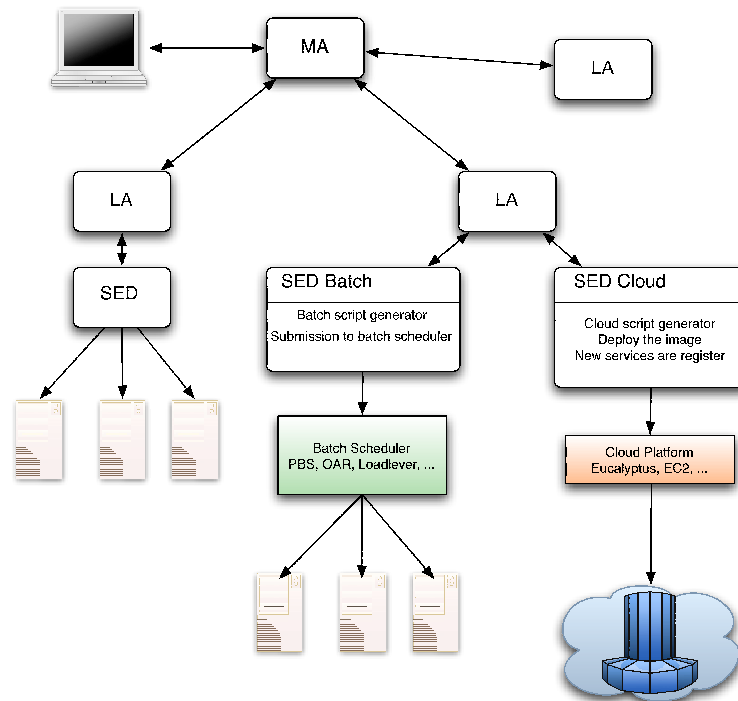 MA
LA
LA
LA
SED
SED Batch
Batch script generator
Submission to batch scheduler
SED Cloud
Cloud script generator
Deploy the image
New services are register
Batch Scheduler
PBS, OAR, Loadlever, ...
Cloud Platform
Eucalyptus, EC2, ...